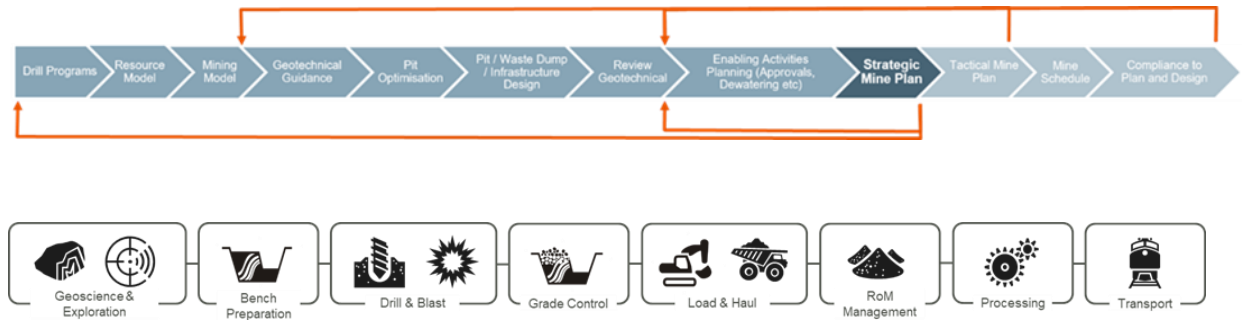 Drill Programs
Resource
Model
Mining
Model
Geotechnical
Guidance
Pit
Optimisation
Pit / Waste Dump
/ Infrastructure
Design
Review
Geotechnical
Enabling Activities
Planning (Approvals,
Dewatering etc)
Strategic
Mine Plan
Tactical Mine
Plan
Mine
Schedule
Compliance to
Plan and Design
Geoscience &
Exploration
Bench
Preparation
Drill & Blast
Grade Control
Load & Haul
RoM
Management
Processing
Transport